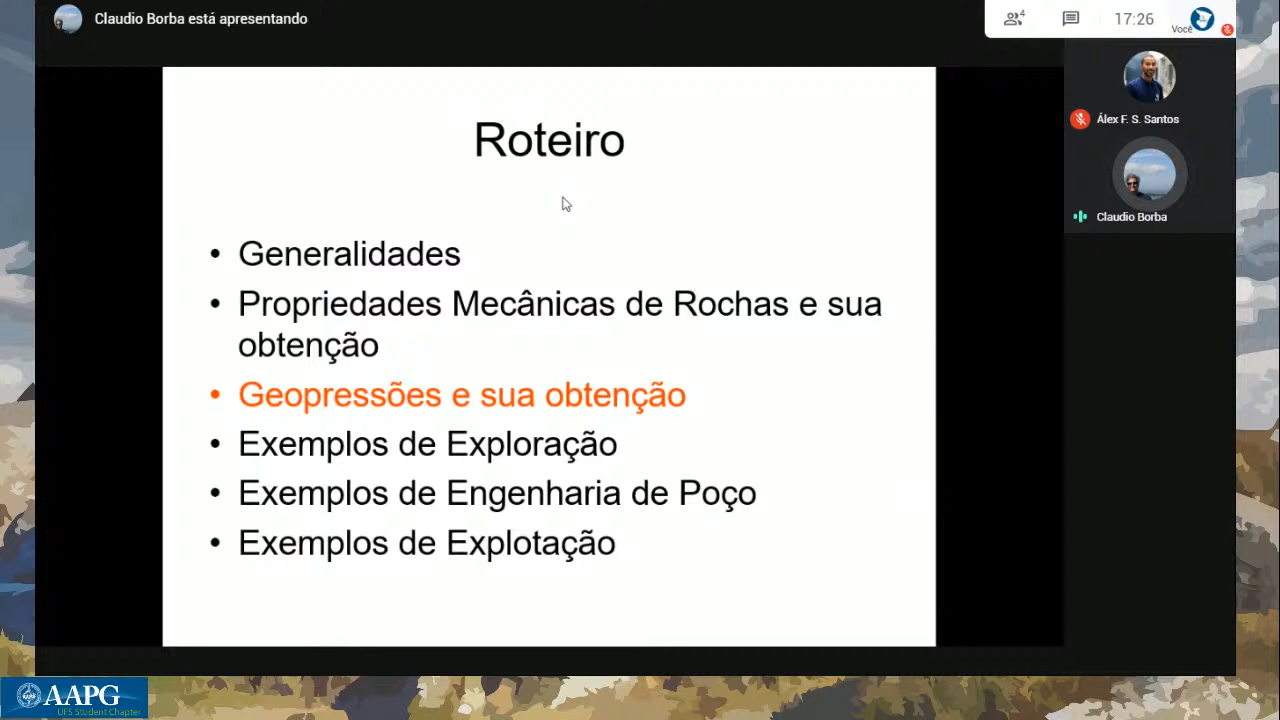 Claudio Borba está apresentando
4
17:26
Você
Álex F. S. Santos
Claudio Borba
Roteiro
• Generalidades
• Propriedades Mecânicas de Rochas e sua
obtenção
• Geopressões e sua obtenção
• Exemplos de Exploração
• Exemplos de Engenharia de Poço
• Exemplos de Explotação
AAPG
UFS Student Chapter